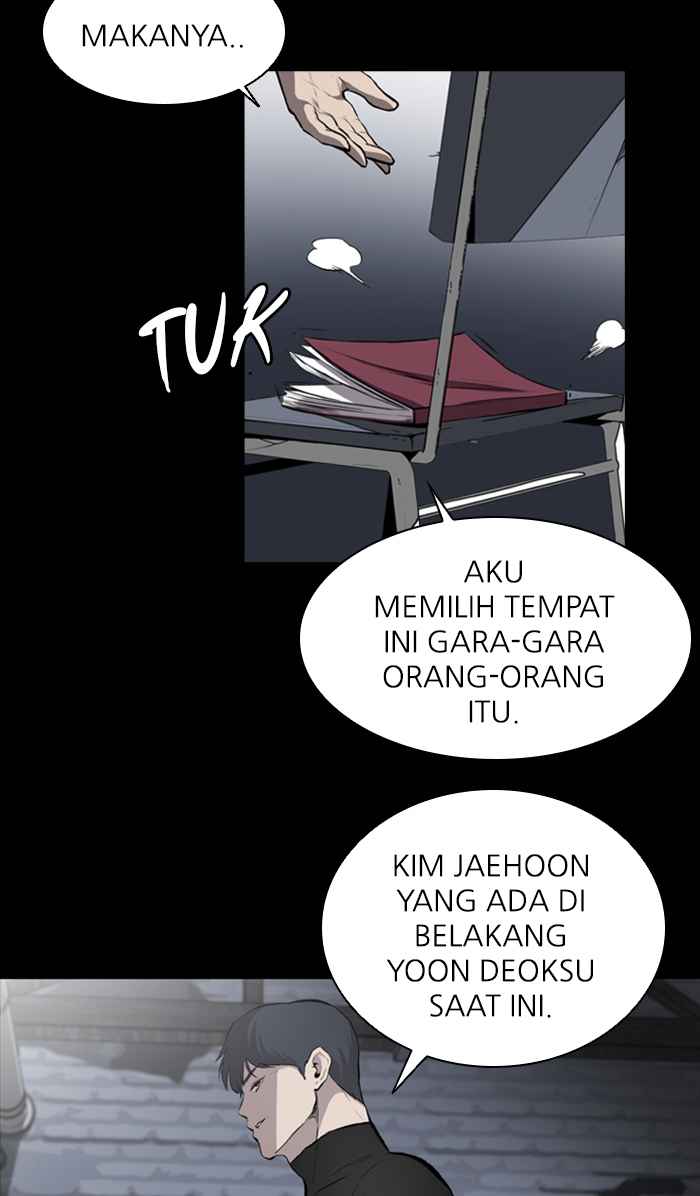 MAKANYA..
TUK
AKU
MEMILIH TEMPAT
INI GARA-GARA
ORANG-ORANG
ITU.
KIM JAEHOON
YANG ADA DI
BELAKANG
YOON DEOKSU
SAAT INI.